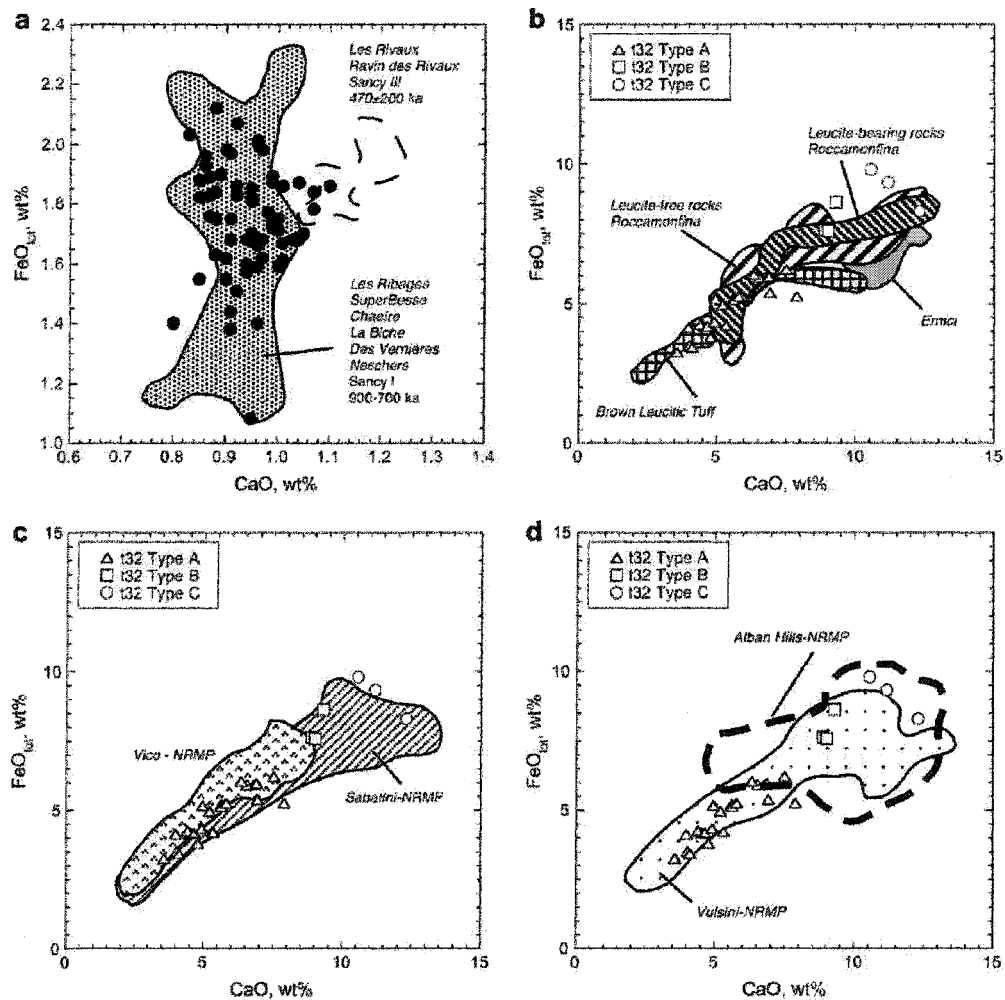 a
2.4
2.2
2.0
1.8
1.6
1.4
1.2
1.0
FeOtot, wt%
0.6 0.7 0.8 0.9 1.0 1.1 1.2 1.3 1.4
CaO, wt%
Les Rivaux
Ravin des Rivaux
Sancy III
470±200 ka
Les Ribages
SuperBesse
La Biche
Des Vernières
Neschers
Sancy I
900-700 ka
b
15
10
5
0
FeOtot, wt%
0 5 10 15
CaO, wt%
t32 Type A
t32 Type B
t32 Type C
Leucite-bearing rocks
Roccamonfina
Leucite-free rocks
Roccamonfina
Ernici
Brown Leucitic Tuff
c
15
10
5
0
FeOtot, wt%
0 5 10 15
CaO, wt%
t32 Type A
t32 Type B
t32 Type C
Vico - NRMP
Sabatini-NRMP
d
15
10
5
0
FeOtot, wt%
0 5 10 15
CaO, wt%
t32 Type A
t32 Type B
t32 Type C
Alban Hills-NRMP
Vulsini-NRMP